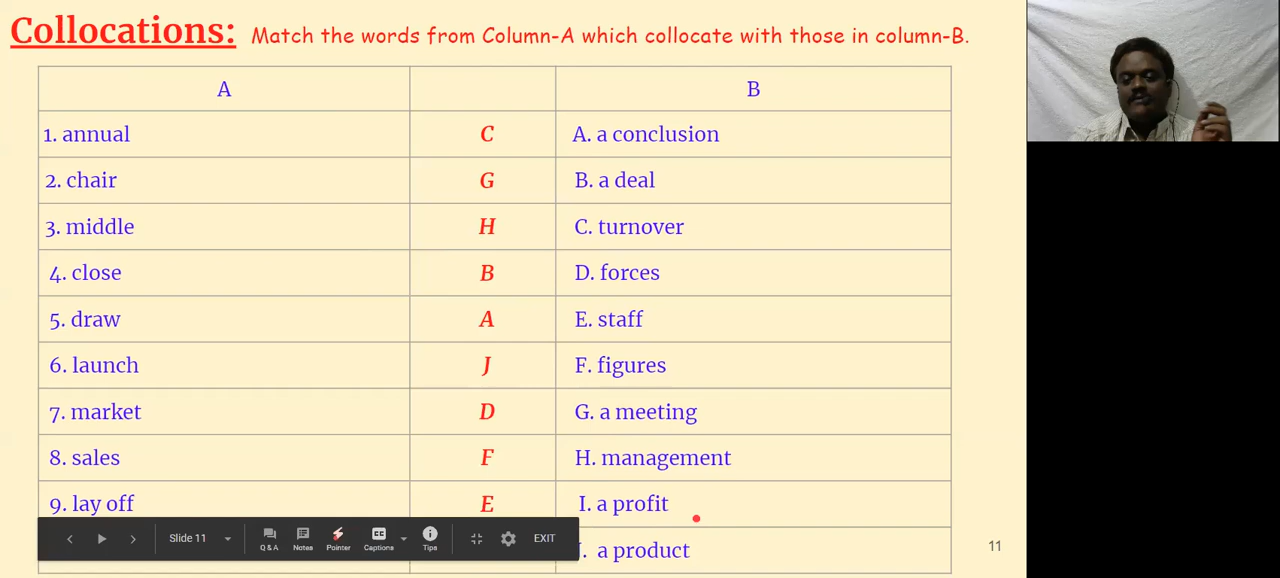 Collocations: Match the words from Column-A which collocate with those in column-B.
A B
1. annual C A. a conclusion
2. chair G B. a deal
3. middle H C. turnover
4. close B D. forces
5. draw A E. staff
6. launch J F. figures
7. market D G. a meeting
8. sales F H. management
9. lay off E I. a profit
a product
Slide 11 Q & A Notes Pointer Captions Tips EXIT
11